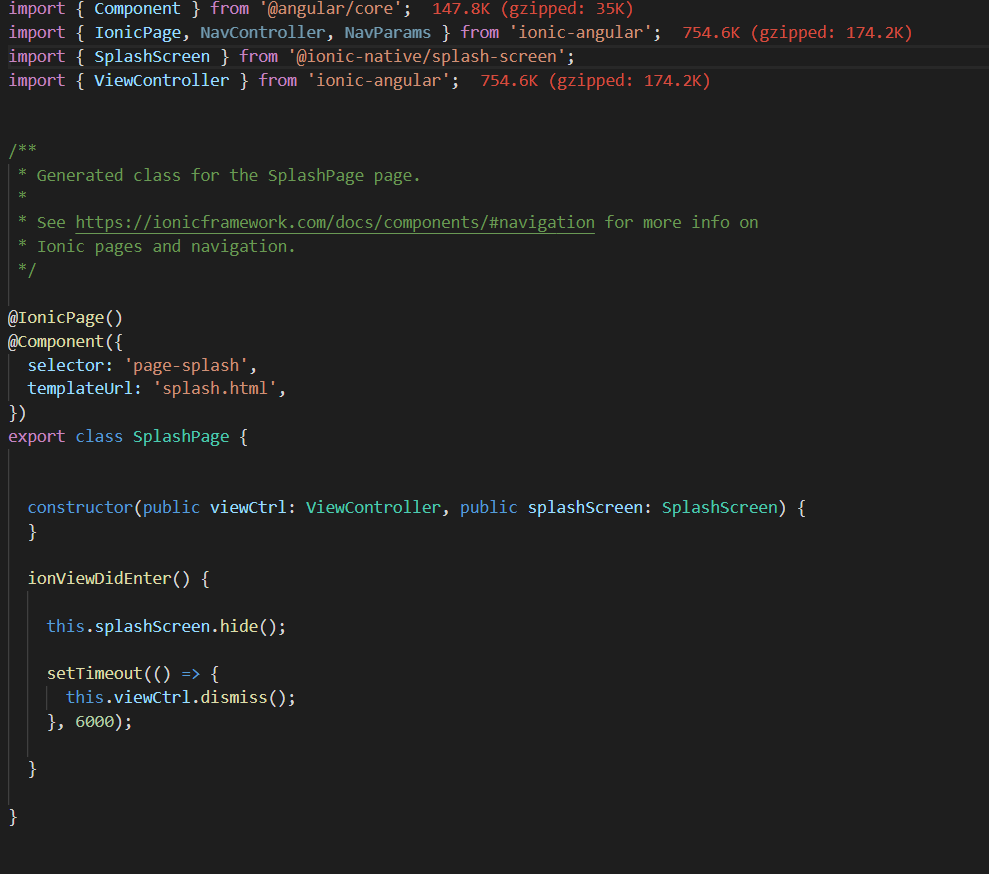 import { Component } from '@angular/core';  147.8K (gzipped: 35K)
import { IonicPage, NavController, NavParams } from 'ionic-angular';  754.6K (gzipped: 174.2K)
import { SplashScreen } from '@ionic-native/splash-screen';
import { ViewController } from 'ionic-angular';  754.6K (gzipped: 174.2K)
/**
 * Generated class for the SplashPage page.
 *
 * See https://ionicframework.com/docs/components/#navigation for more info on
 * Ionic pages and navigation.
 */
@IonicPage()
@Component({
  selector: 'page-splash',
  templateUrl: 'splash.html',
})
export class SplashPage {
  constructor(public viewCtrl: ViewController, public splashScreen: SplashScreen) {
  }
  ionViewDidEnter() {
    this.splashScreen.hide();
    setTimeout(() => {
      this.viewCtrl.dismiss();
    }, 6000);
  }
}